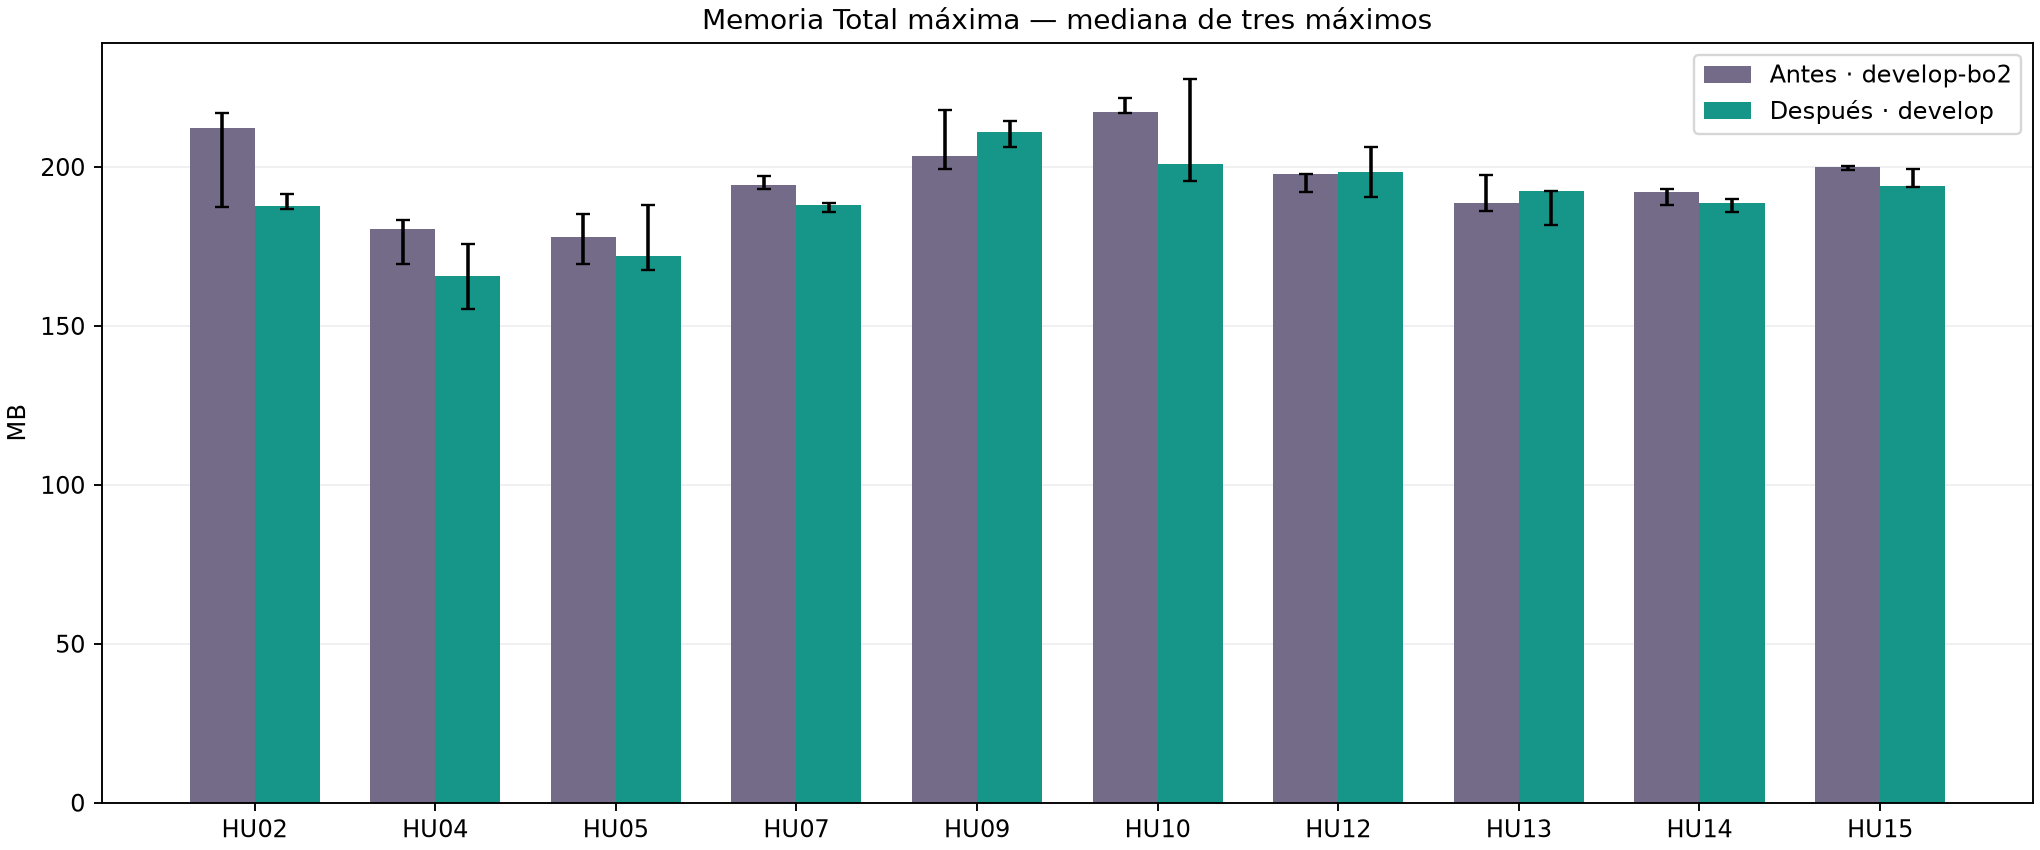 Memoria Total máxima — mediana de tres máximos
Antes · develop-bo2
Después · develop
MB
200
150
100
50
0
HU02 HU04 HU05 HU07 HU09 HU10 HU12 HU13 HU14 HU15